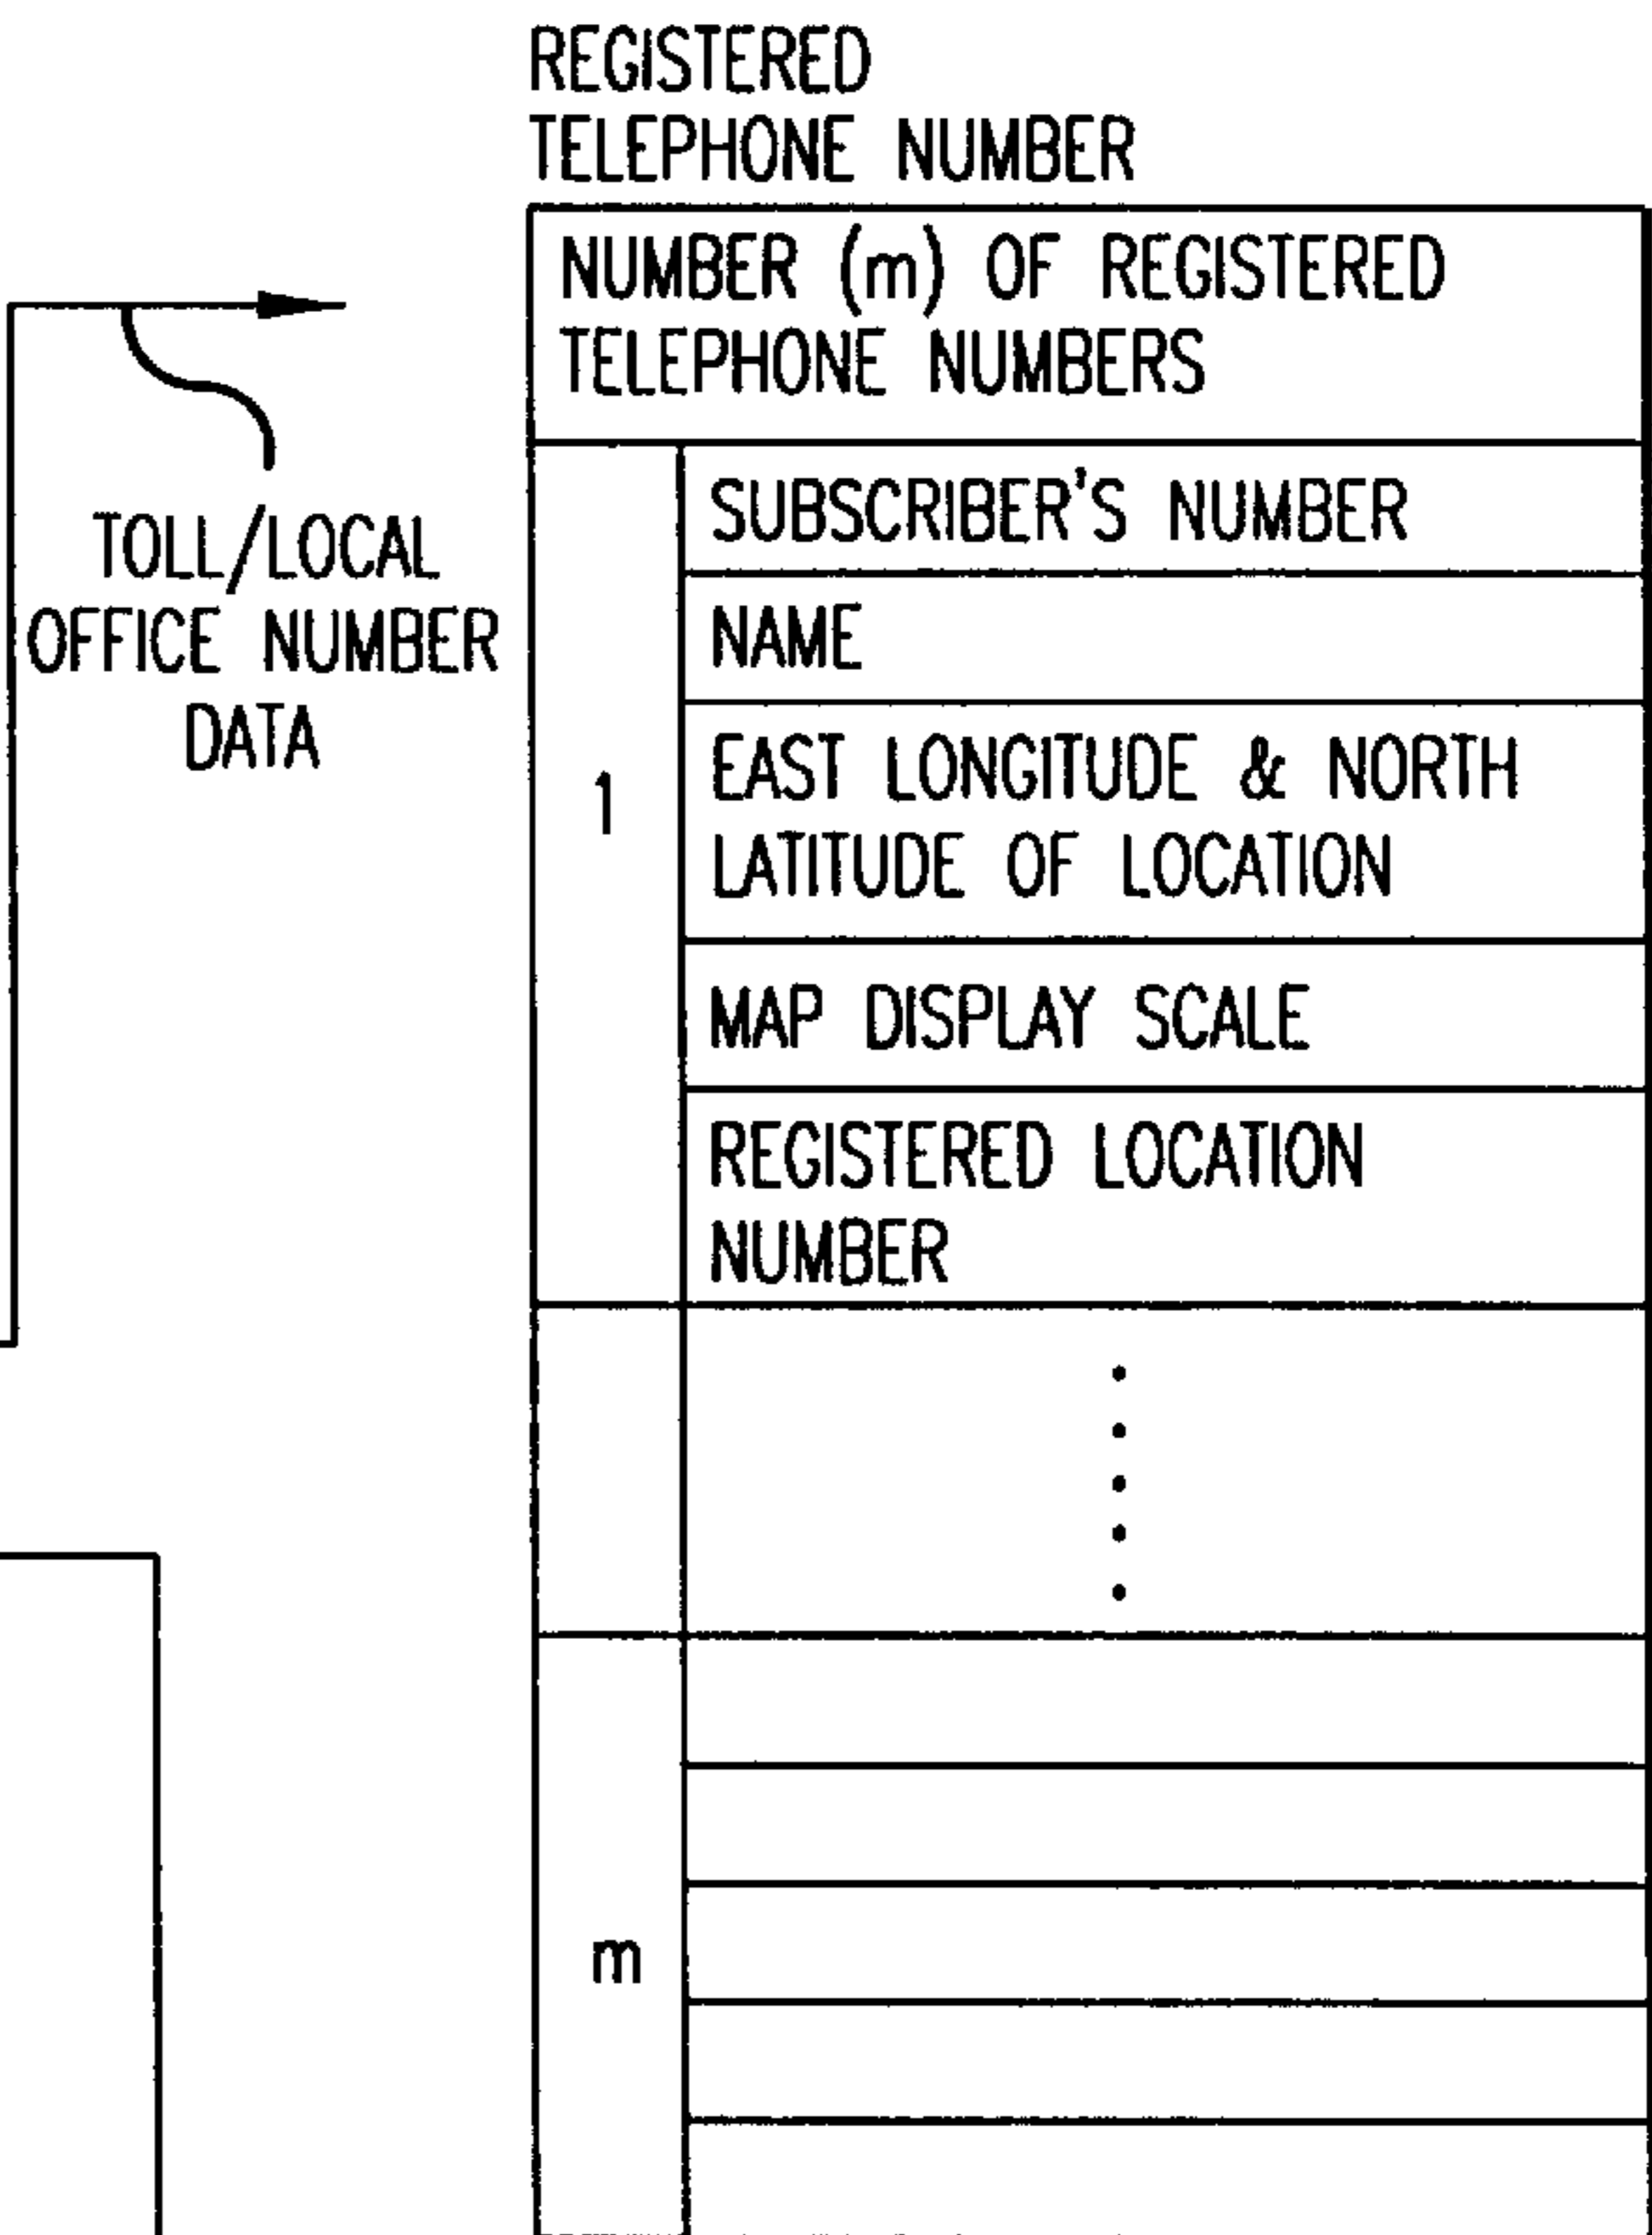 REGISTERED
TELEPHONE NUMBER
NUMBER (m) OF REGISTERED
TELEPHONE NUMBERS
TOLL/LOCAL
OFFICE NUMBER
DATA
1
SUBSCRIBER'S NUMBER
NAME
EAST LONGITUDE & NORTH
LATITUDE OF LOCATION
MAP DISPLAY SCALE
REGISTERED LOCATION
NUMBER
m